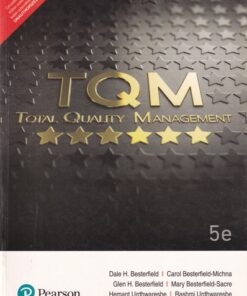 TQM
TOTAL QUALITY MANAGEMENT
5e
Dale H. Besterfield | Carol Besterfield-Michna
Glen H. Besterfield | Mary Besterfield-Sacre
Hemant Urdhwareshe | Rashmi Urdhwareshe
Pearson